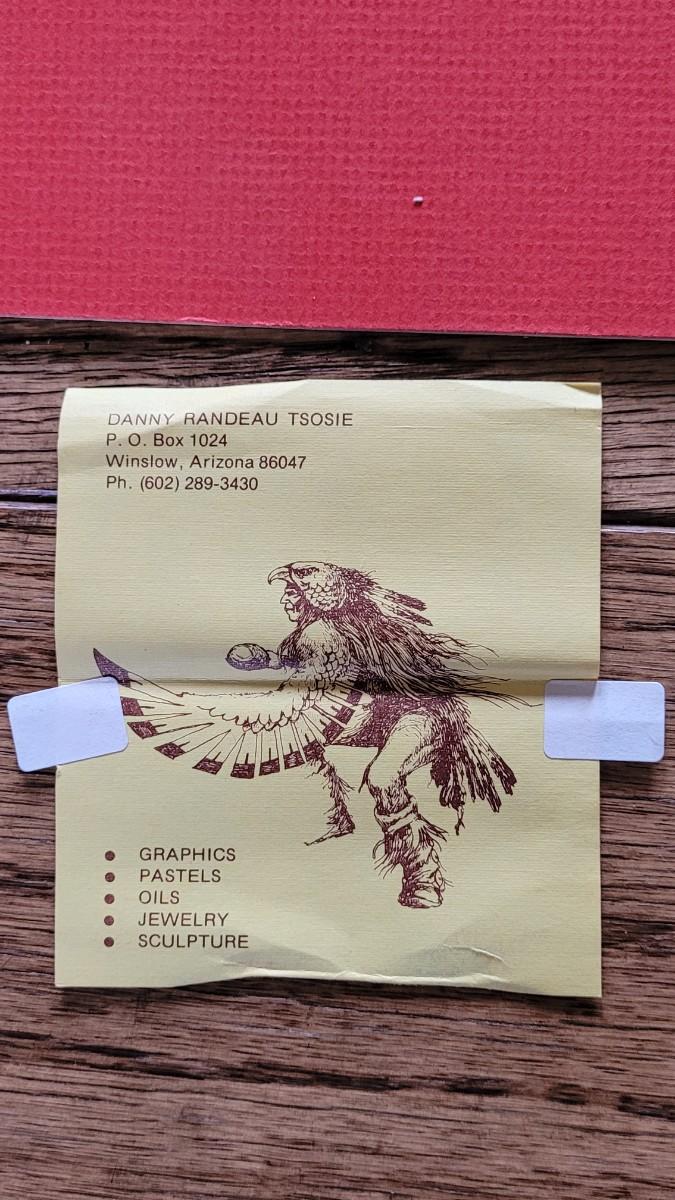 DANNY RANDEAU TSOSIE
P. O. Box 1024
Winslow, Arizona 86047
Ph. (602) 289-3430
• GRAPHICS
• PASTELS
• OILS
• JEWELRY
• SCULPTURE